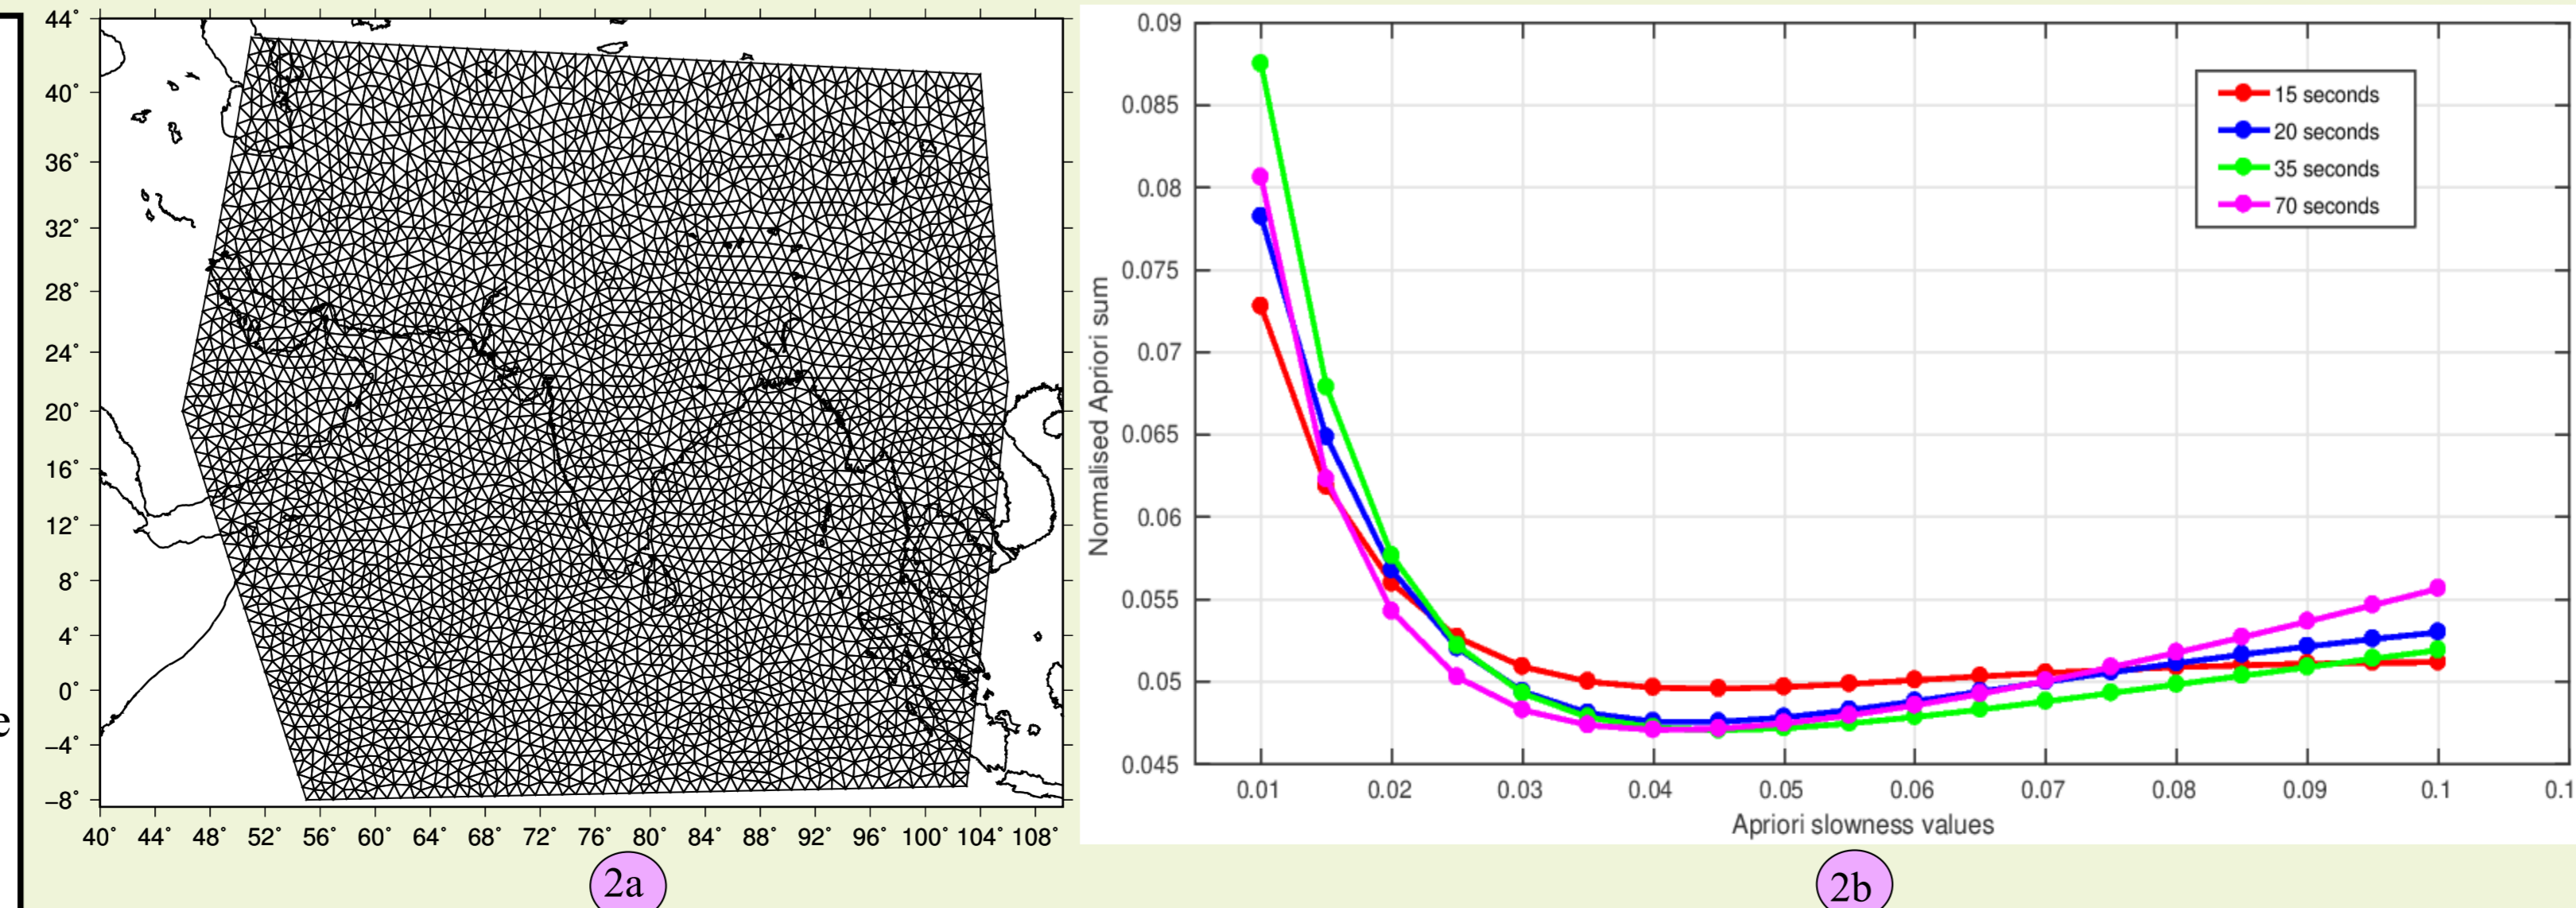 44°
40°
36°
32°
28°
24°
20°
16°
12°
8°
4°
0°
−4°
−8°
40° 44° 48° 52° 56° 60° 64° 68° 72° 76° 80° 84° 88° 92° 96° 100° 104° 108°
2a
e
0.09
0.085
0.08
0.075
0.07
0.065
0.06
0.055
0.05
0.045
Normalised Apriori sum
15 seconds
20 seconds
35 seconds
70 seconds
0.01 0.02 0.03 0.04 0.05 0.06 0.07 0.08 0.09 0.1 0.1
Apriori slowness values
2b